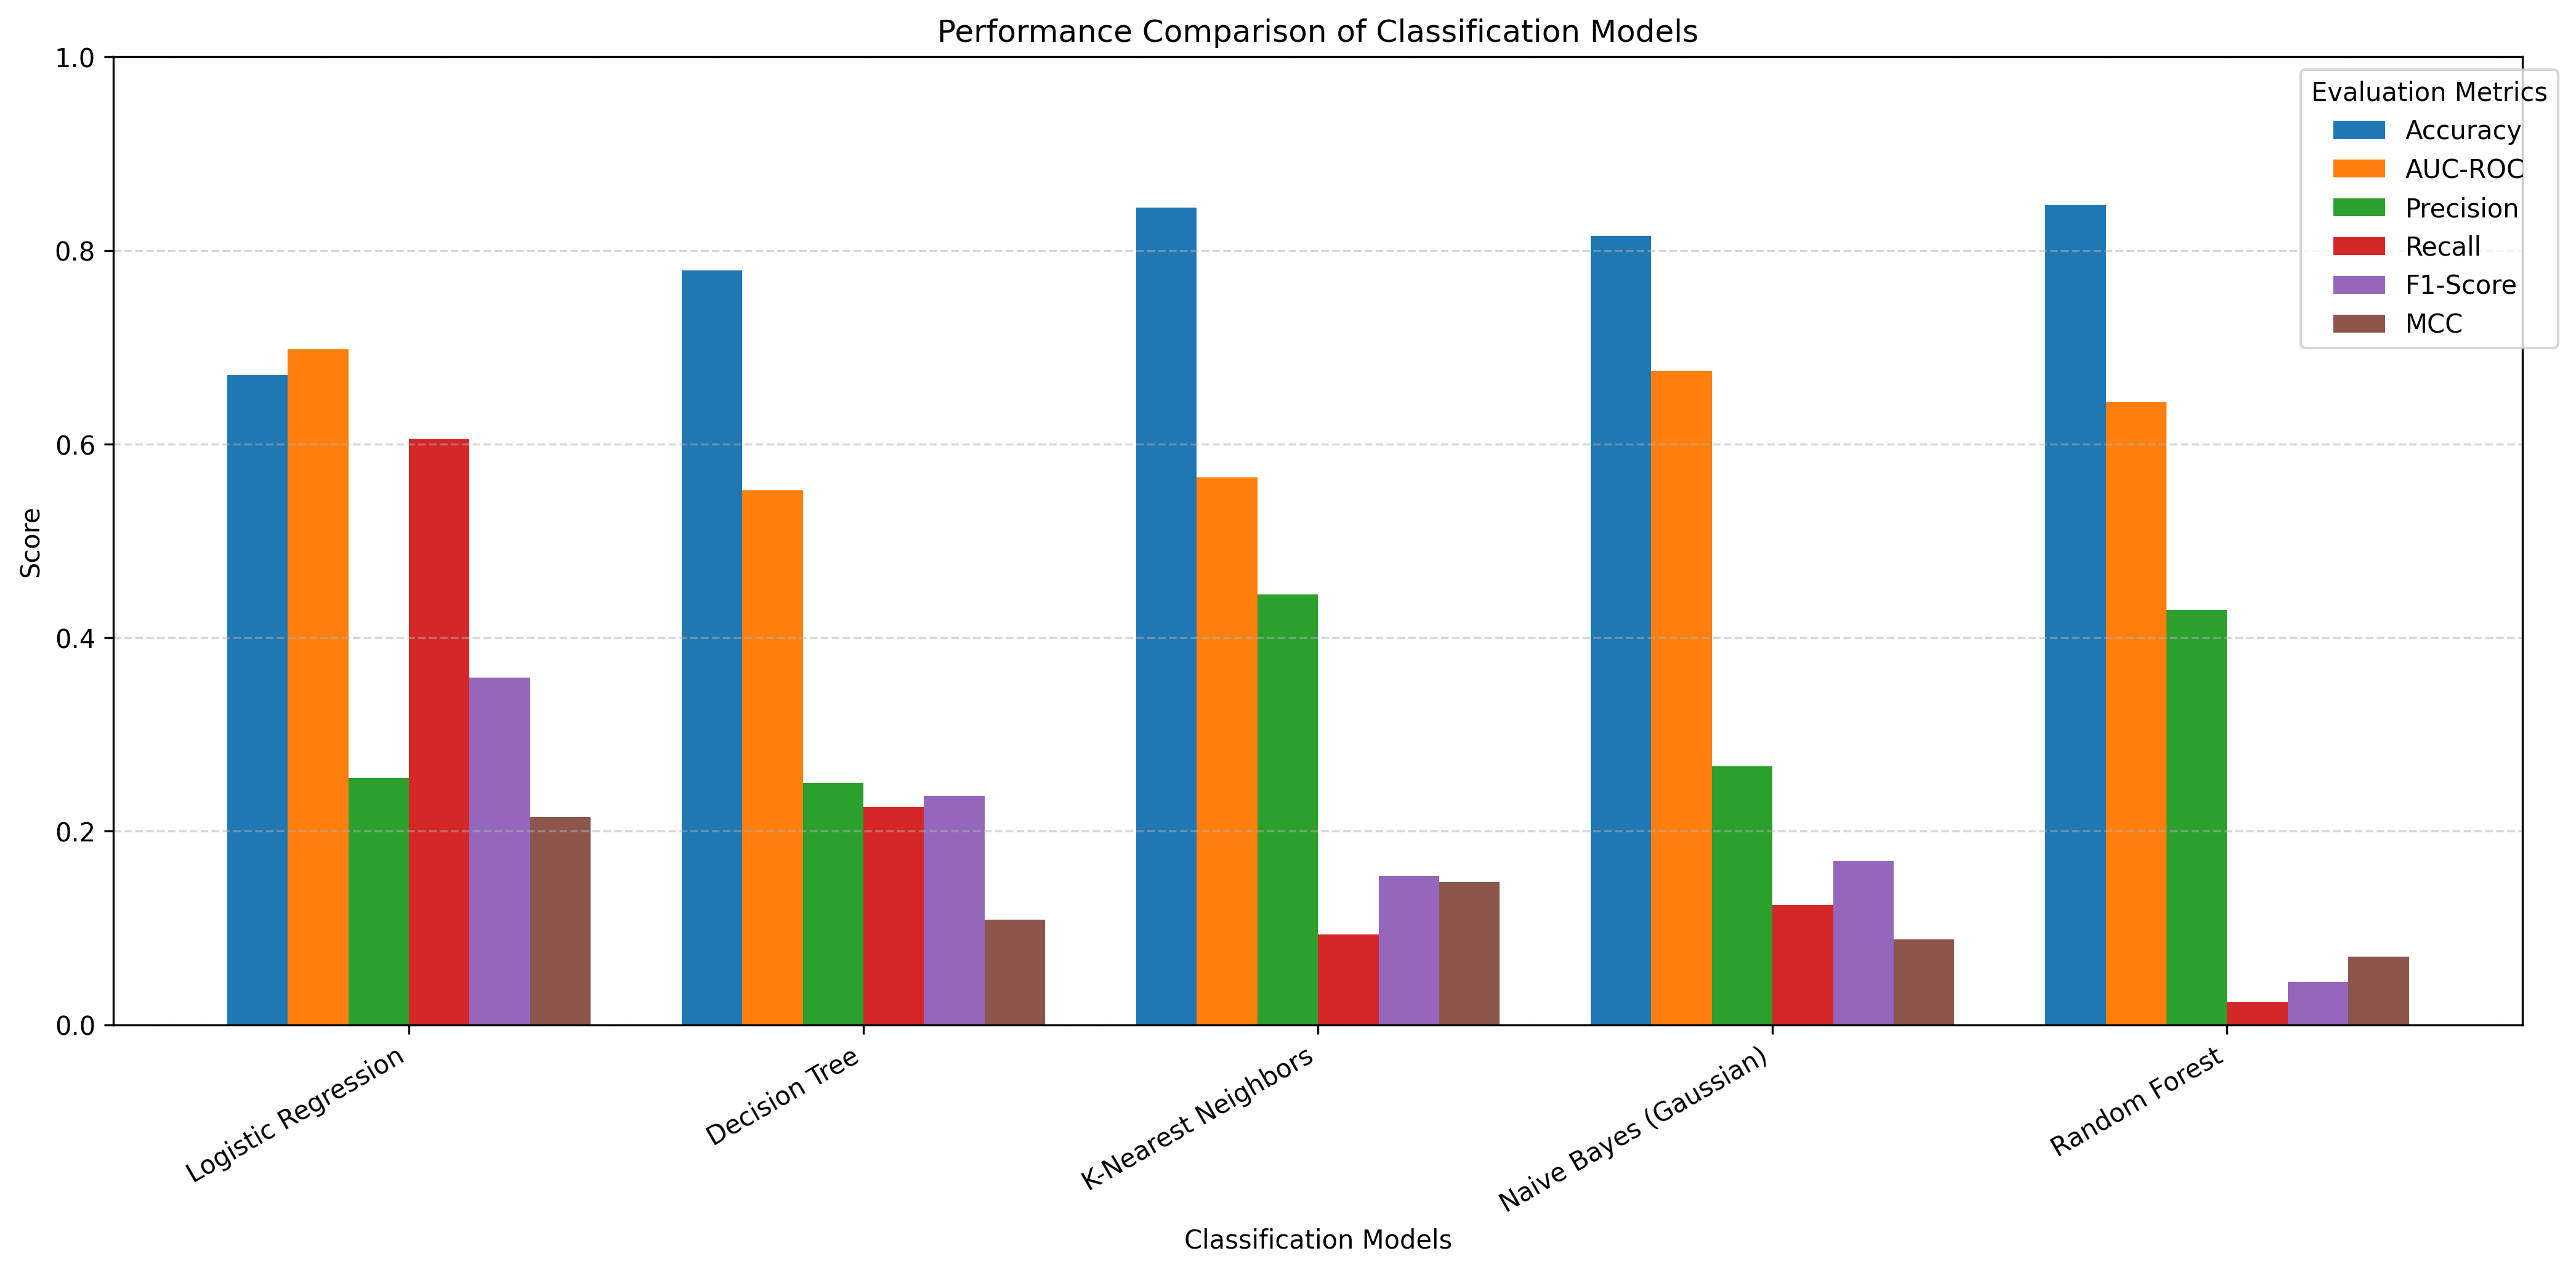 Performance Comparison of Classification Models
Evaluation Metrics
Accuracy
AUC-ROC
Precision
Recall
F1-Score
MCC
Score
1.0
0.8
0.6
0.4
0.2
0.0
Logistic Regression
Decision Tree
K-Nearest Neighbors
Naive Bayes (Gaussian)
Random Forest
Classification Models